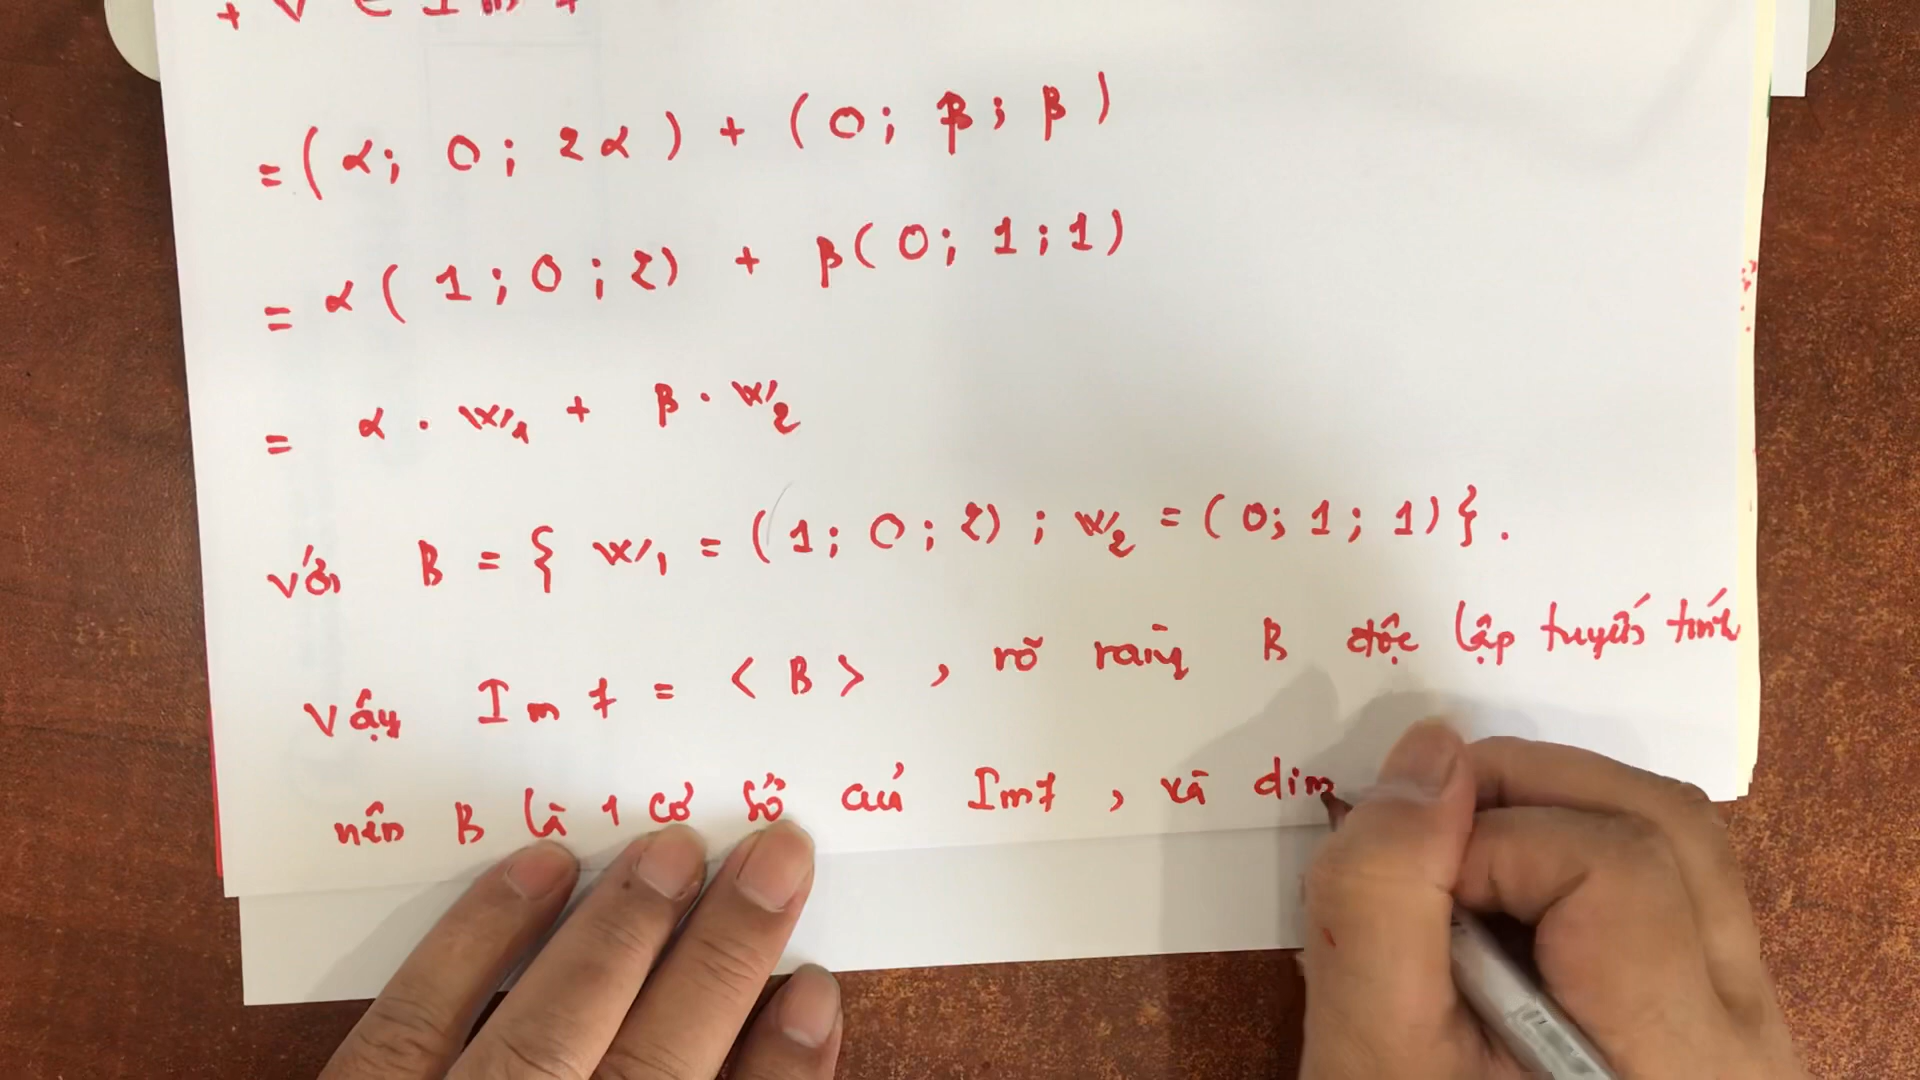 + V ∈ Im f
= (α; 0; 2α) + (0; β; β)
= α(1; 0; 2) + β(0; 1; 1)
= α . W₁ + β . W₂
với B = { W₁ = (1; 0; 2) ; W₂ = (0; 1; 1)}.
Vậy Im f = < B > , rõ ràng B độc lập tuyến tính
nên B là 1 cơ sở của Imf , và dim